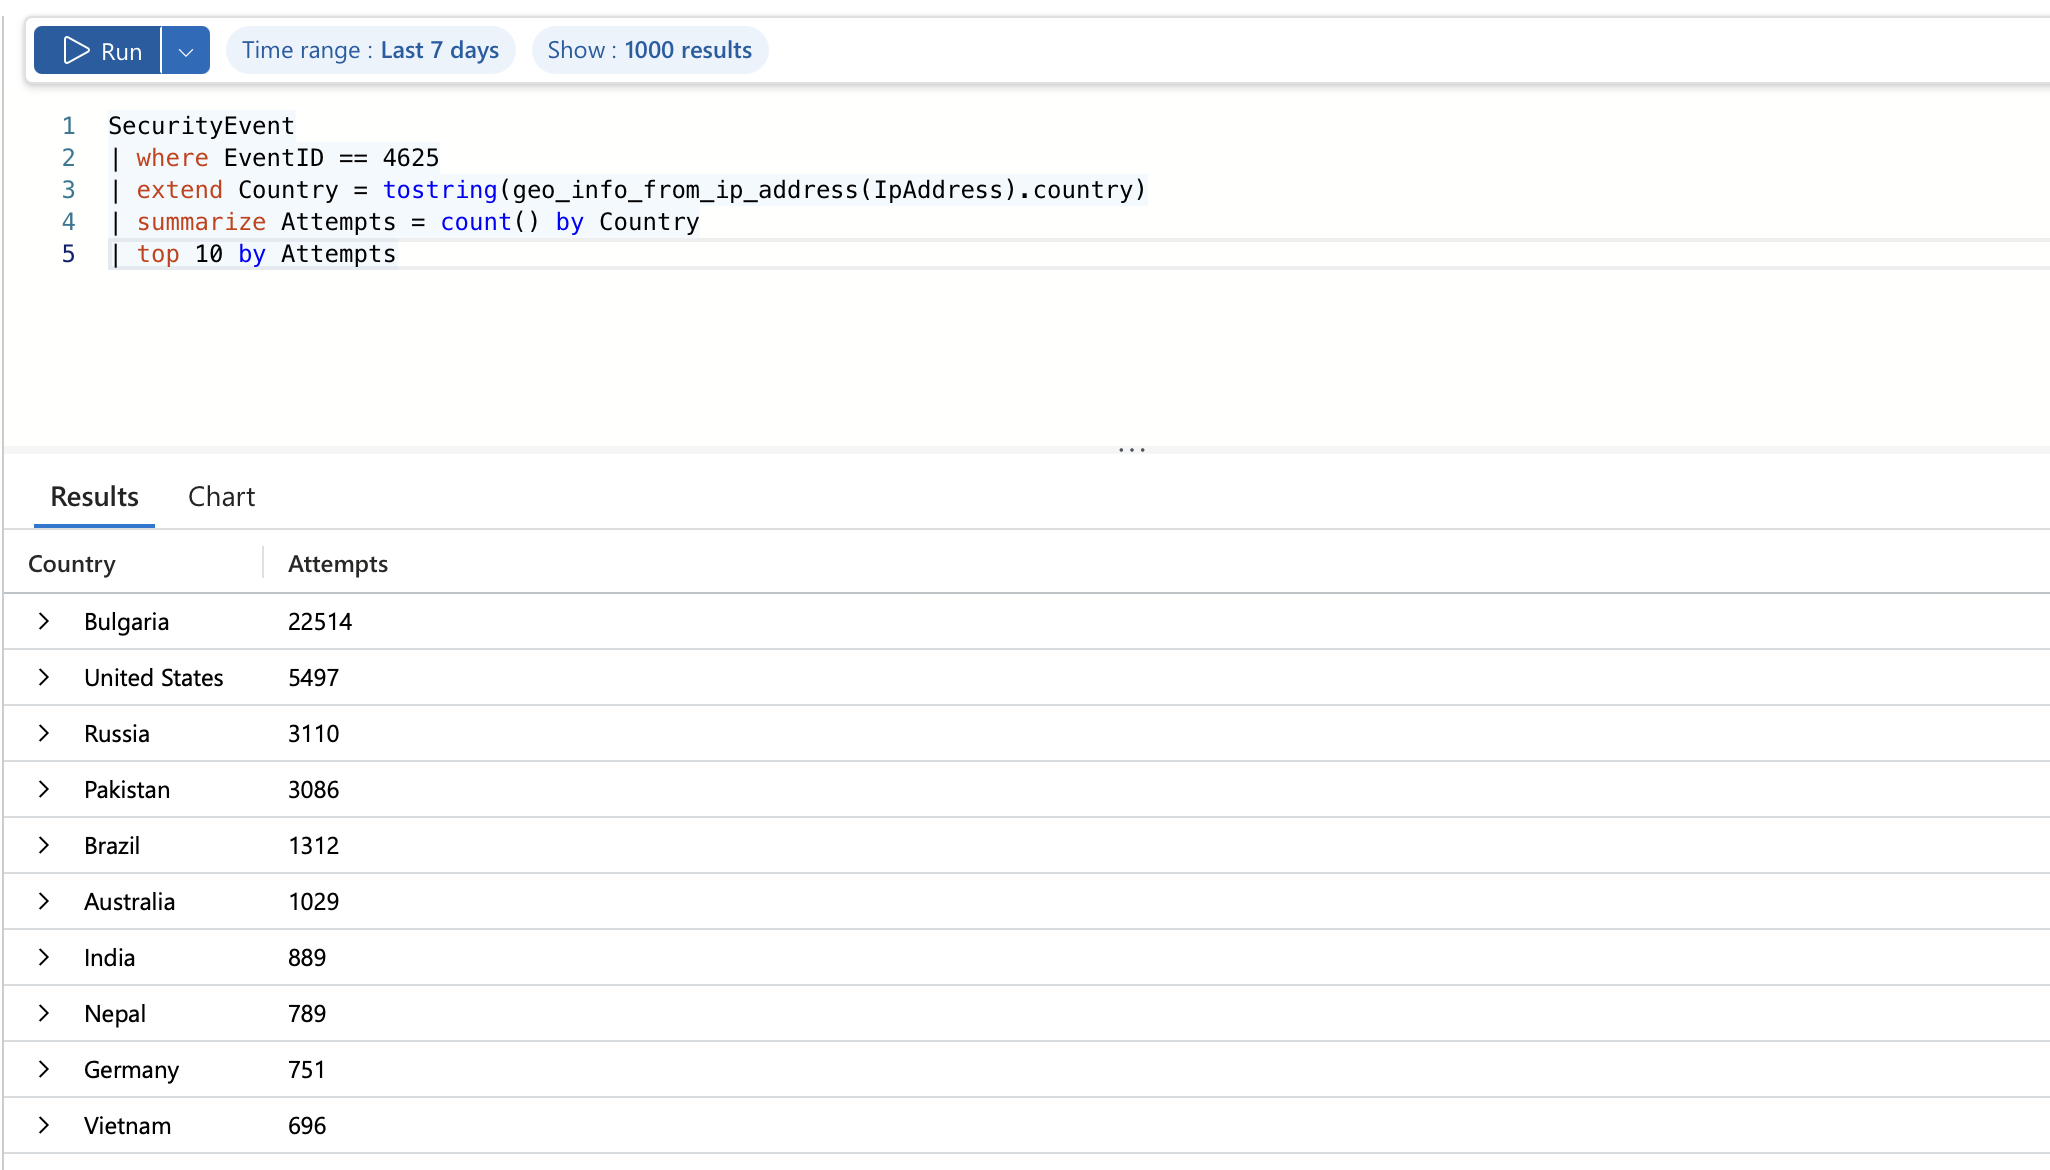 Run
Time range : Last 7 days
Show : 1000 results
1 SecurityEvent
2 | where EventID == 4625
3 | extend Country = tostring(geo_info_from_ip_address(IpAddress).country)
4 | summarize Attempts = count() by Country
5 | top 10 by Attempts
Results Chart
Country Attempts
Bulgaria 22514
United States 5497
Russia 3110
Pakistan 3086
Brazil 1312
Australia 1029
India 889
Nepal 789
Germany 751
Vietnam 696